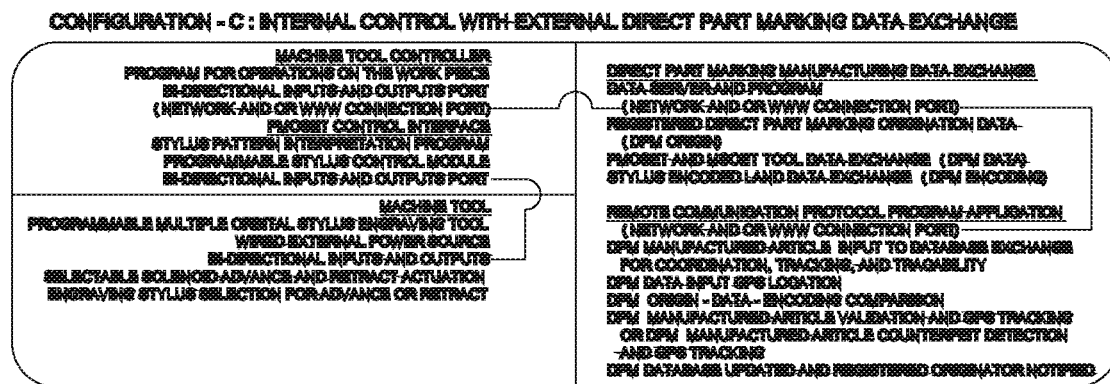 CONFIGURATION - C : INTERNAL CONTROL WITH EXTERNAL DIRECT PART MARKING DATA EXCHANGE
MACHINE TOOL CONTROLLER
PROGRAM FOR OPERATIONS ON THE WORK PIECE
BI-DIRECTIONAL INPUTS AND OUTPUTS PORT
( NETWORK AND OR WWW CONNECTION PORT)
PMOSET CONTROL INTERFACE
STYLUS PATTERN INTERPRETATION PROGRAM
PROGRAMMABLE STYLUS CONTROL MODULE
BI-DIRECTIONAL INPUTS AND OUTPUTS PORT
MACHINE TOOL
PROGRAMMABLE MULTIPLE ORBITAL STYLUS ENGRAVING TOOL
WIRED EXTERNAL POWER SOURCE
BI-DIRECTIONAL INPUTS AND OUTPUTS
SELECTABLE SOLENOID ADVANCE AND RETRACT ACTUATION
ENGRAVING STYLUS SELECTION FOR ADVANCE OR RETRACT
DIRECT PART MARKING MANUFACTURING DATA EXCHANGE
DATA SERVER AND PROGRAM
( NETWORK AND OR WWW CONNECTION PORT)
REGISTERED DIRECT PART MARKING ORIGINATION DATA
( DPM ORIGIN)
PMOSET AND MSOET TOOL DATA EXCHANGE ( DPM DATA)
STYLUS ENCODED LAND DATA EXCHANGE ( DPM ENCODING)
REMOTE COMMUNICATION PROTOCOL PROGRAM APPLICATION
( NETWORK AND OR WWW CONNECTION PORT)
DPM MANUFACTURED ARTICLE INPUT TO DATABASE EXCHANGE
FOR COORDINATION, TRACKING, AND TRACABILITY
DPM DATA INPUT GPS LOCATION
DPM ORIGIN - DATA - ENCODING COMPARISON
DPM MANUFACTURED ARTICLE VALIDATION AND GPS TRACKING
OR DPM MANUFACTURED ARTICLE COUNTERFEIT DETECTION
AND GPS TRACKING
DPM DATABASE UPDATED AND REGISTERED ORIGINATOR NOTIFIED